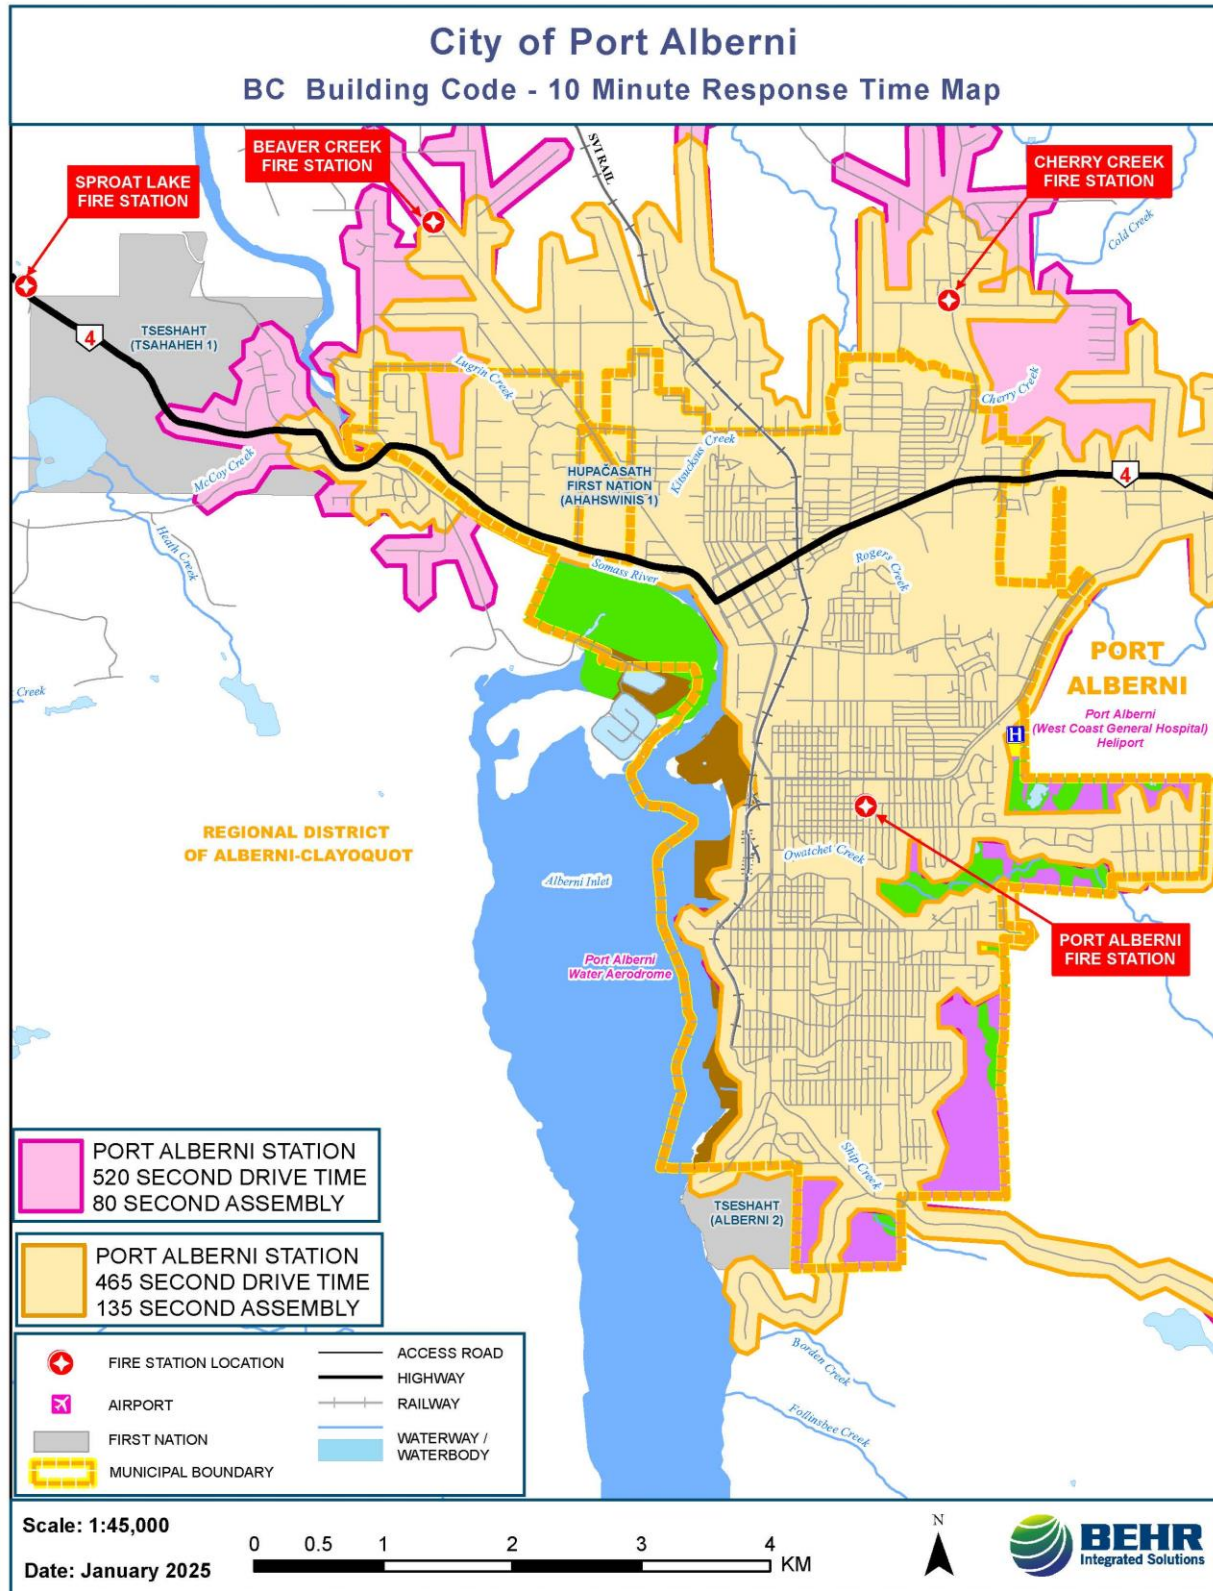 City of Port Alberni
BC Building Code - 10 Minute Response Time Map
SVI RAIL
BEAVER CREEK
FIRE STATION
CHERRY CREEK
FIRE STATION
SPROAT LAKE
FIRE STATION
Cold Creek
4
TSESHAHT
(TSAHAHEH 1)
Lugrin Creek
Cherry Creek
Kitsucksus Creek
HUPAČASATH
FIRST NATION
(AHAHSWINIS 1)
4
McCoy Creek
Heath Creek
Somass River
Rogers Creek
PORT
ALBERNI
Creek
Port Alberni
(West Coast General Hospital)
Heliport
H
REGIONAL DISTRICT
OF ALBERNI-CLAYOQUOT
Owatchet Creek
Alberni Inlet
PORT ALBERNI
FIRE STATION
Port Alberni
Water Aerodrome
Ship Creek
TSESHAHT
(ALBERNI 2)
Borden Creek
Follinsbee Creek
PORT ALBERNI STATION
520 SECOND DRIVE TIME
80 SECOND ASSEMBLY
PORT ALBERNI STATION
465 SECOND DRIVE TIME
135 SECOND ASSEMBLY
FIRE STATION LOCATION
AIRPORT
FIRST NATION
MUNICIPAL BOUNDARY
ACCESS ROAD
HIGHWAY
RAILWAY
WATERWAY /
WATERBODY
Scale: 1:45,000
Date: January 2025
0 0.5 1 2 3 4
KM
N
BEHR
Integrated Solutions